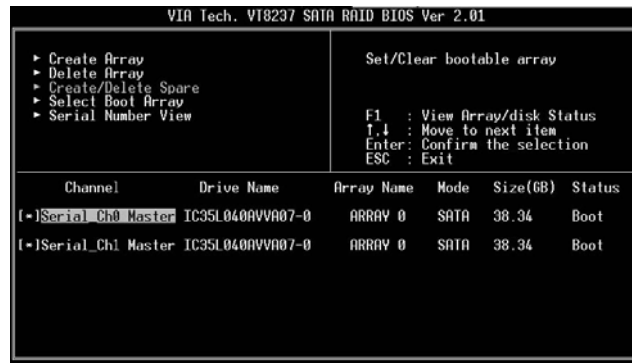 VIA Tech. VT8237 SATA RAID BIOS Ver 2.01
► Create Array
► Delete Array
► Create/Delete Spare
► Select Boot Array
► Serial Number View
Set/Clear bootable array
F1 : View Array/disk Status
↑,↓ : Move to next item
Enter: Confirm the selection
ESC : Exit
Channel Drive Name Array Name Mode Size(GB) Status
[*]Serial_Ch0 Master IC35L040AVVA07-0 ARRAY 0 SATA 38.34 Boot
[*]Serial_Ch1 Master IC35L040AVVA07-0 ARRAY 0 SATA 38.34 Boot